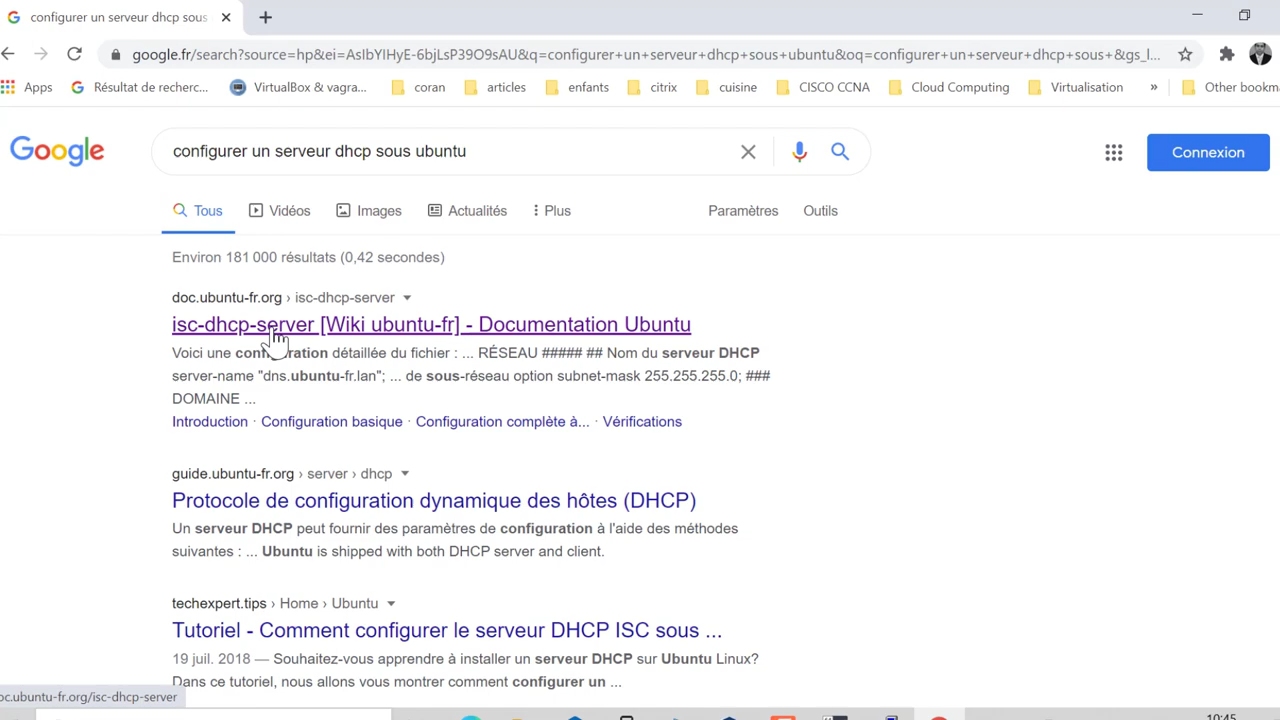 configurer un serveur dhcp sous
google.fr/search?source=hp&ei=AsIbYIHyE-6bjLsP39O9sAU&q=configurer+un+serveur+dhcp+sous+ubuntu&oq=configurer+un+serveur+dhcp+sous+&gs_l...
Apps
Résultat de recherc...
VirtualBox & vagra...
coran
articles
enfants
citrix
cuisine
CISCO CCNA
Cloud Computing
Virtualisation
»
Other bookm
Google
configurer un serveur dhcp sous ubuntu
Connexion
Tous
Vidéos
Images
Actualités
Plus
Paramètres
Outils
Environ 181 000 résultats (0,42 secondes)
doc.ubuntu-fr.org › isc-dhcp-server
isc-dhcp-server [Wiki ubuntu-fr] - Documentation Ubuntu
Voici une configuration détaillée du fichier : ... RÉSEAU ##### ## Nom du serveur DHCP
server-name "dns.ubuntu-fr.lan"; ... de sous-réseau option subnet-mask 255.255.255.0; ###
DOMAINE ...
Introduction · Configuration basique · Configuration complète à... · Vérifications
guide.ubuntu-fr.org › server › dhcp
Protocole de configuration dynamique des hôtes (DHCP)
Un serveur DHCP peut fournir des paramètres de configuration à l'aide des méthodes
suivantes : ... Ubuntu is shipped with both DHCP server and client.
techexpert.tips › Home › Ubuntu
Tutoriel - Comment configurer le serveur DHCP ISC sous ...
19 juil. 2018 — Souhaitez-vous apprendre à installer un serveur DHCP sur Ubuntu Linux?
Dans ce tutoriel, nous allons vous montrer comment configurer un ...
oc.ubuntu-fr.org/isc-dhcp-server
10:45